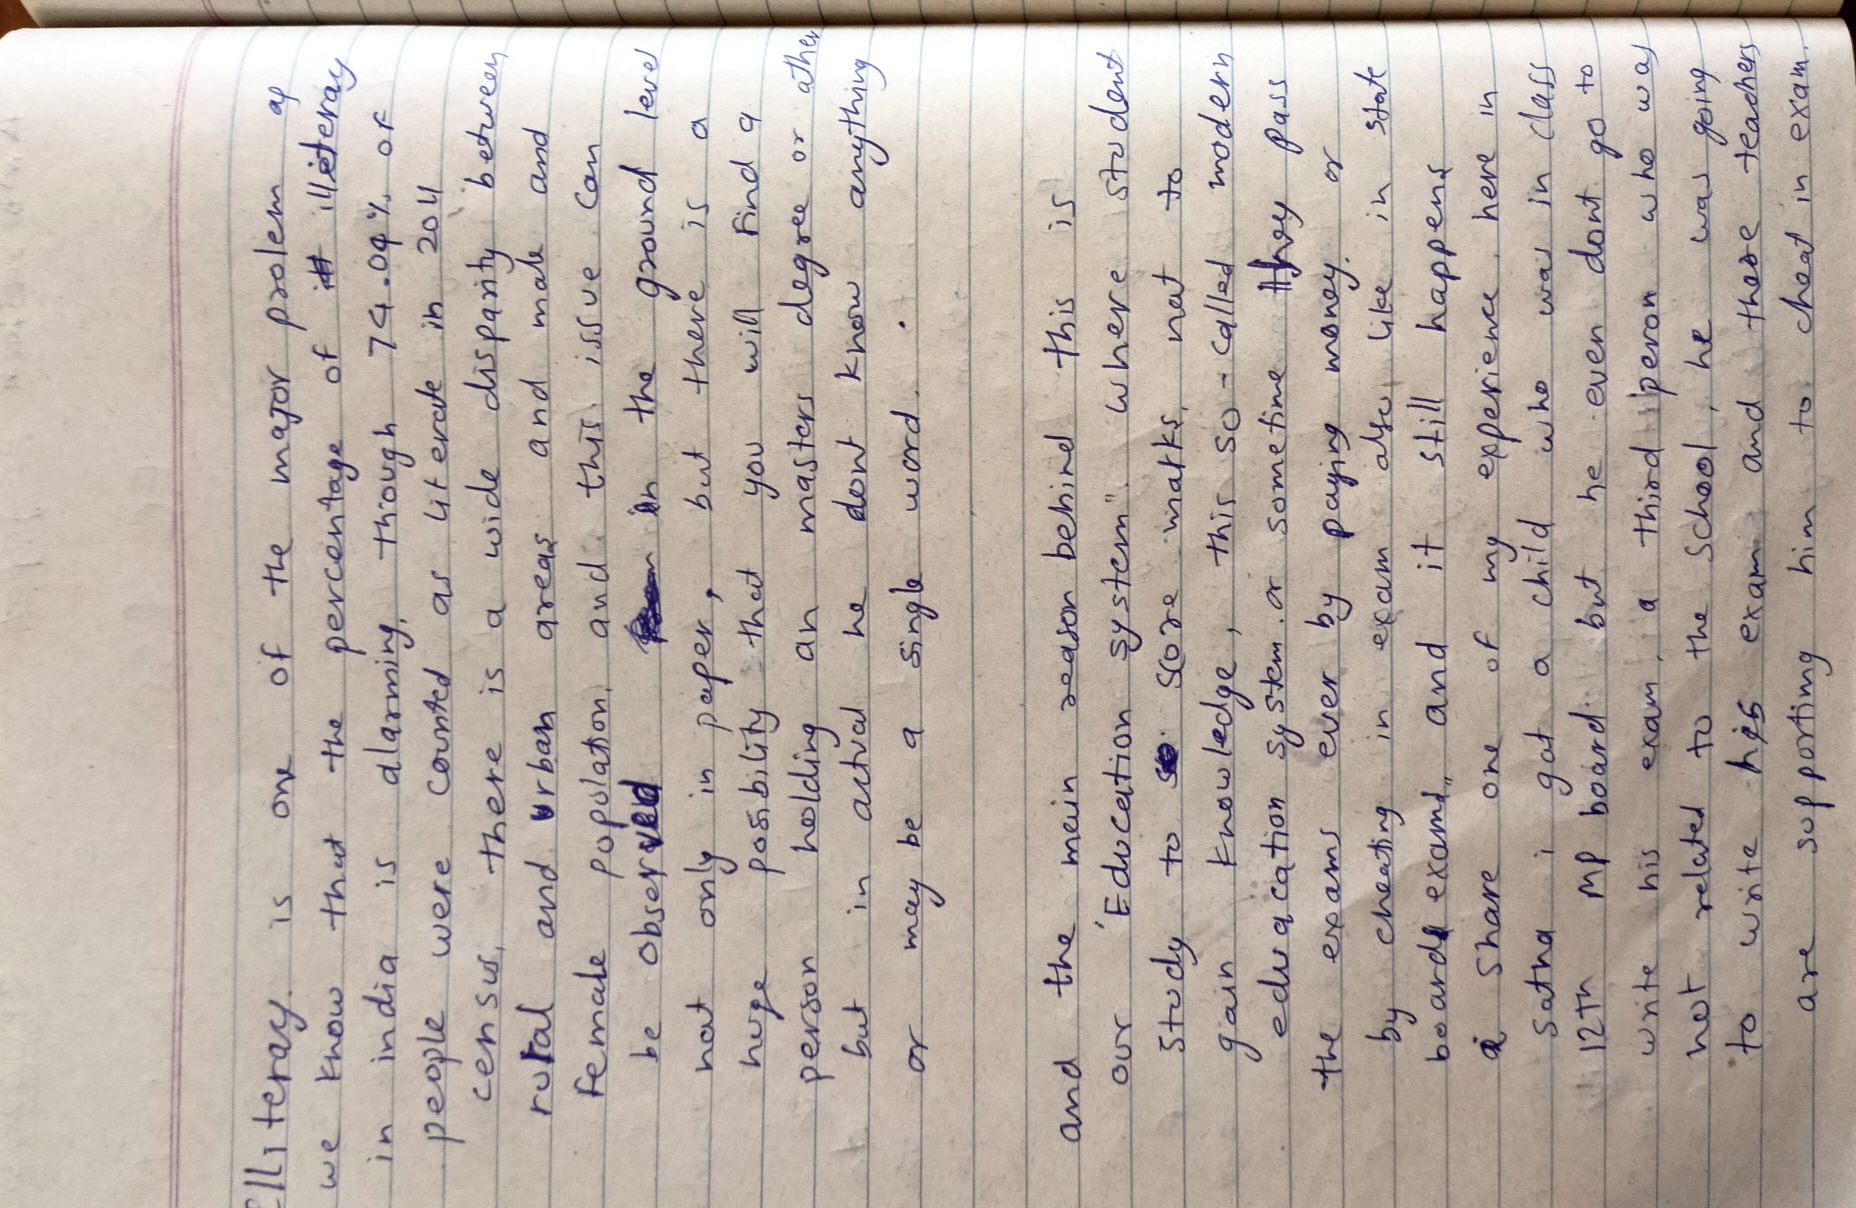 Elliteray is one of the major prolem as
we know that the percentage of illeteray
in india is alarming, though 74.04% of
people were counted as literate in 2011
census, there is a wide disparity between
rural and urban areas and male and
Female population, and this issue can
be observed in the ground level
not only in paper, but there is a
huge possibility that you will find a
person holding an masters degree or other
but in actual he dont know anything
or may be a single word.
and the mein reason behind this is
our "Education system" where student
study to score marks, not to
gain knowledge, this so-called modern
education system. or sometime they pass
the exams ever by paying money. or
by cheating in exam also like in state
boards exams, and it still happens
i share one of my experience, here in
Satna i got a child who was in class
12th MP board. but he even dont go to
write his exam, a third peron who was
not related to the school, he was going
to write his exam and there teachers
are supporting him to cheat in exam.